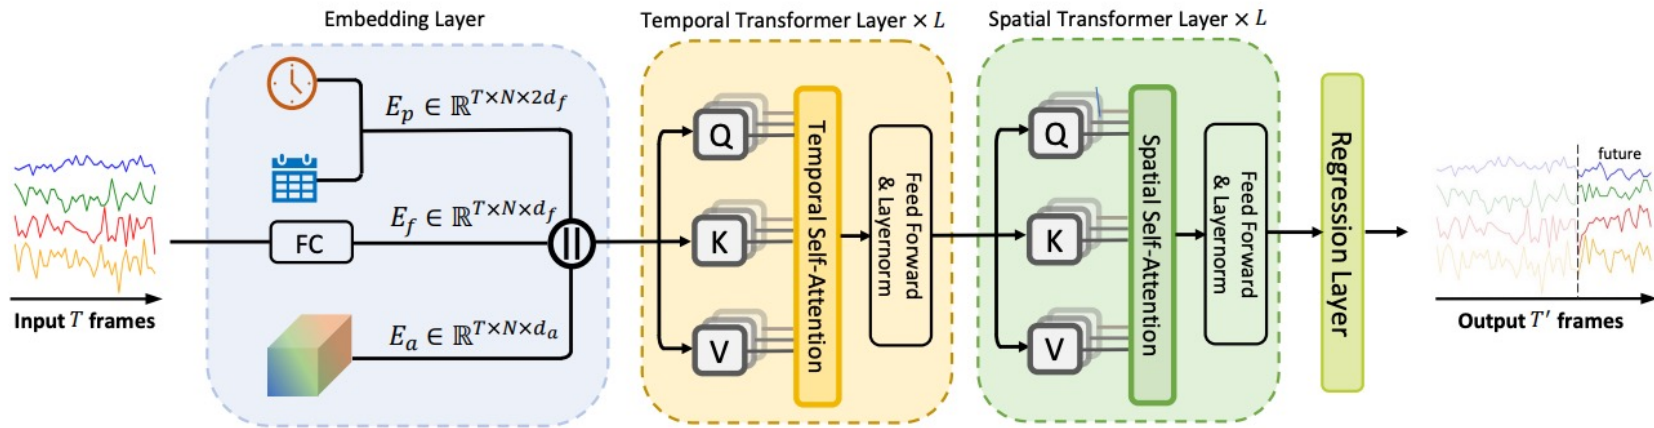 Embedding Layer
Temporal Transformer Layer × L
Spatial Transformer Layer × L
E_p ∈ ℝ^{T×N×2d_f}
FC
E_f ∈ ℝ^{T×N×d_f}
||
E_a ∈ ℝ^{T×N×d_a}
Input T frames
Q
K
V
Temporal Self-Attention
Feed Forward
& Layernorm
Q
K
V
Spatial Self-Attention
Feed Forward
& Layernorm
Regression Layer
future
Output T′ frames